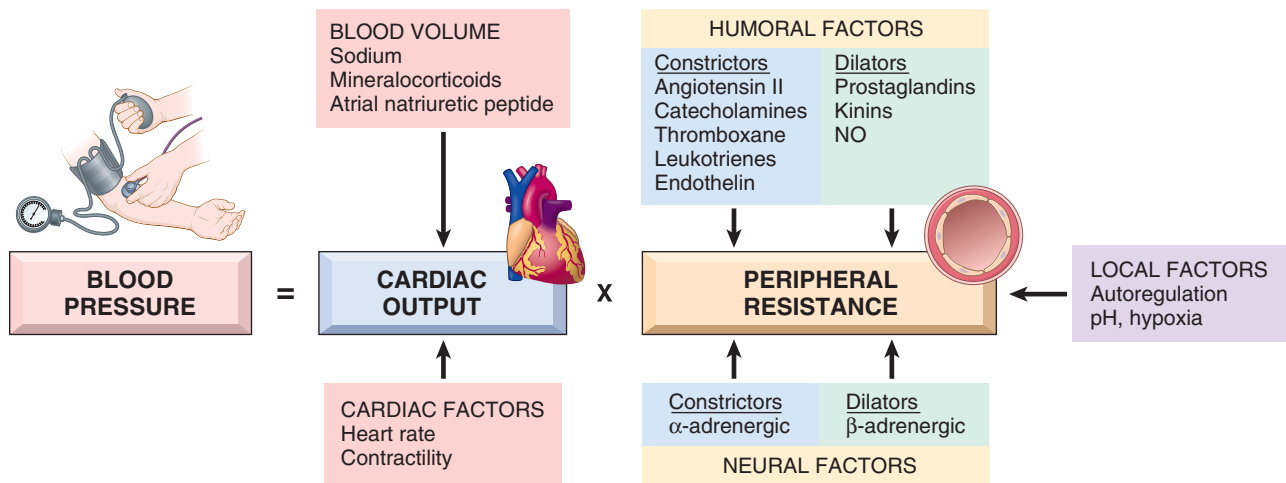 BLOOD VOLUME
Sodium
Mineralocorticoids
Atrial natriuretic peptide
HUMORAL FACTORS
Constrictors
Angiotensin II
Catecholamines
Thromboxane
Leukotrienes
Endothelin
Dilators
Prostaglandins
Kinins
NO
BLOOD
PRESSURE
=
CARDIAC
OUTPUT
x
PERIPHERAL
RESISTANCE
LOCAL FACTORS
Autoregulation
pH, hypoxia
CARDIAC FACTORS
Heart rate
Contractility
Constrictors
α-adrenergic
Dilators
β-adrenergic
NEURAL FACTORS